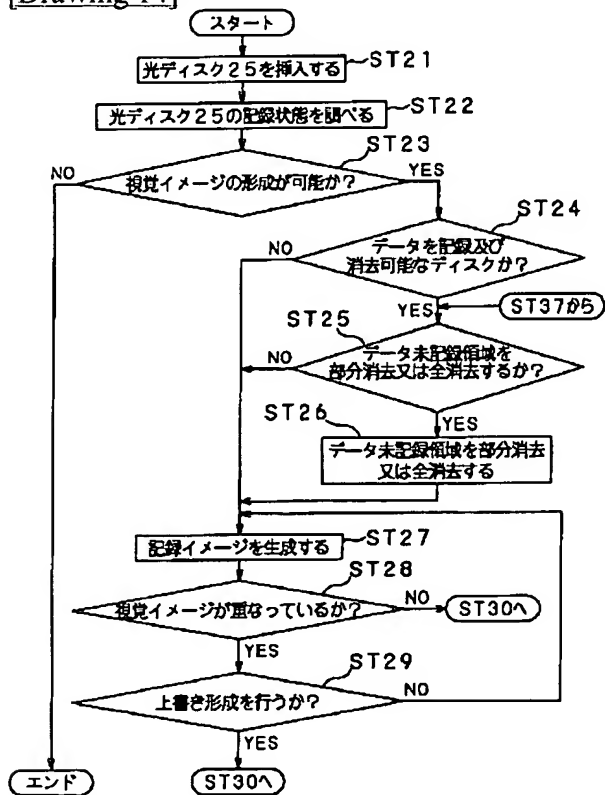 スタート
光ディスク25を挿入する
ST21
光ディスク25の記録状態を調べる
ST22
ST23
NO
視覚イメージの形成が可能か?
YES
ST24
NO
データを記録及び
消去可能なディスクか?
YES
ST37から
ST25
NO
データ未記録領域を
部分消去又は全消去するか?
ST26
YES
データ未記録領域を部分消去
又は全消去する
記録イメージを生成する
ST27
ST28
視覚イメージが重なっているか?
NO
ST30へ
YES
ST29
上書き形成を行うか?
NO
YES
エンド
ST30へ